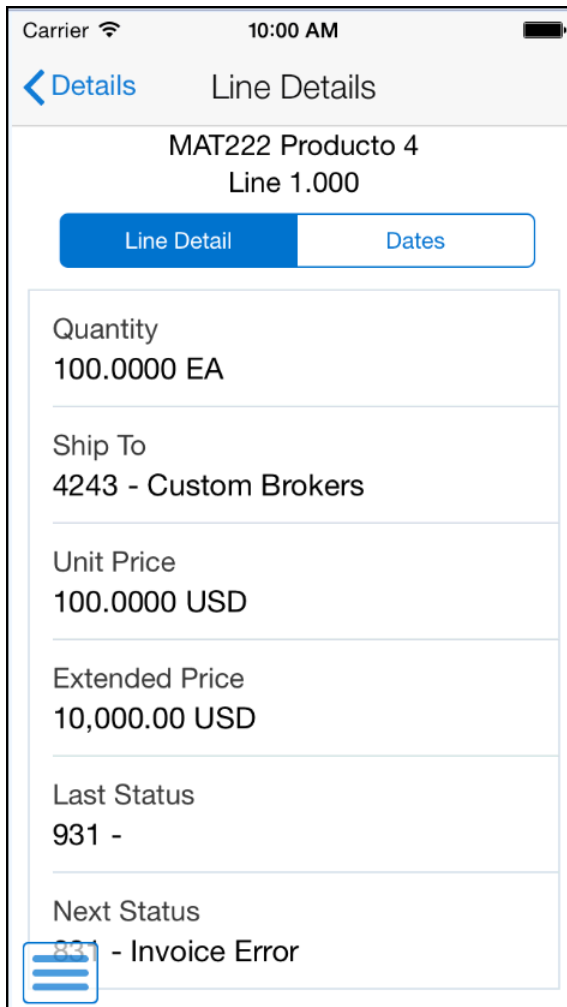 Carrier 10:00 AM
Details Line Details
MAT222 Producto 4
Line 1.000
Line Detail Dates
Quantity
100.0000 EA
Ship To
4243 - Custom Brokers
Unit Price
100.0000 USD
Extended Price
10,000.00 USD
Last Status
931 -
Next Status
831 - Invoice Error